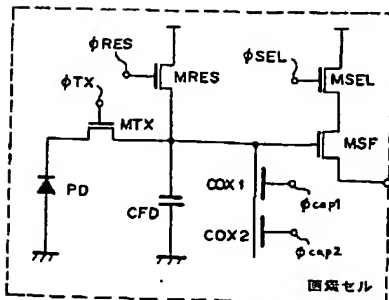 φRES
MRES
φSEL
MSEL
φTX
MTX
MSF
PD
CFD
COX1
φcap1
COX2
φcap2
画素セル